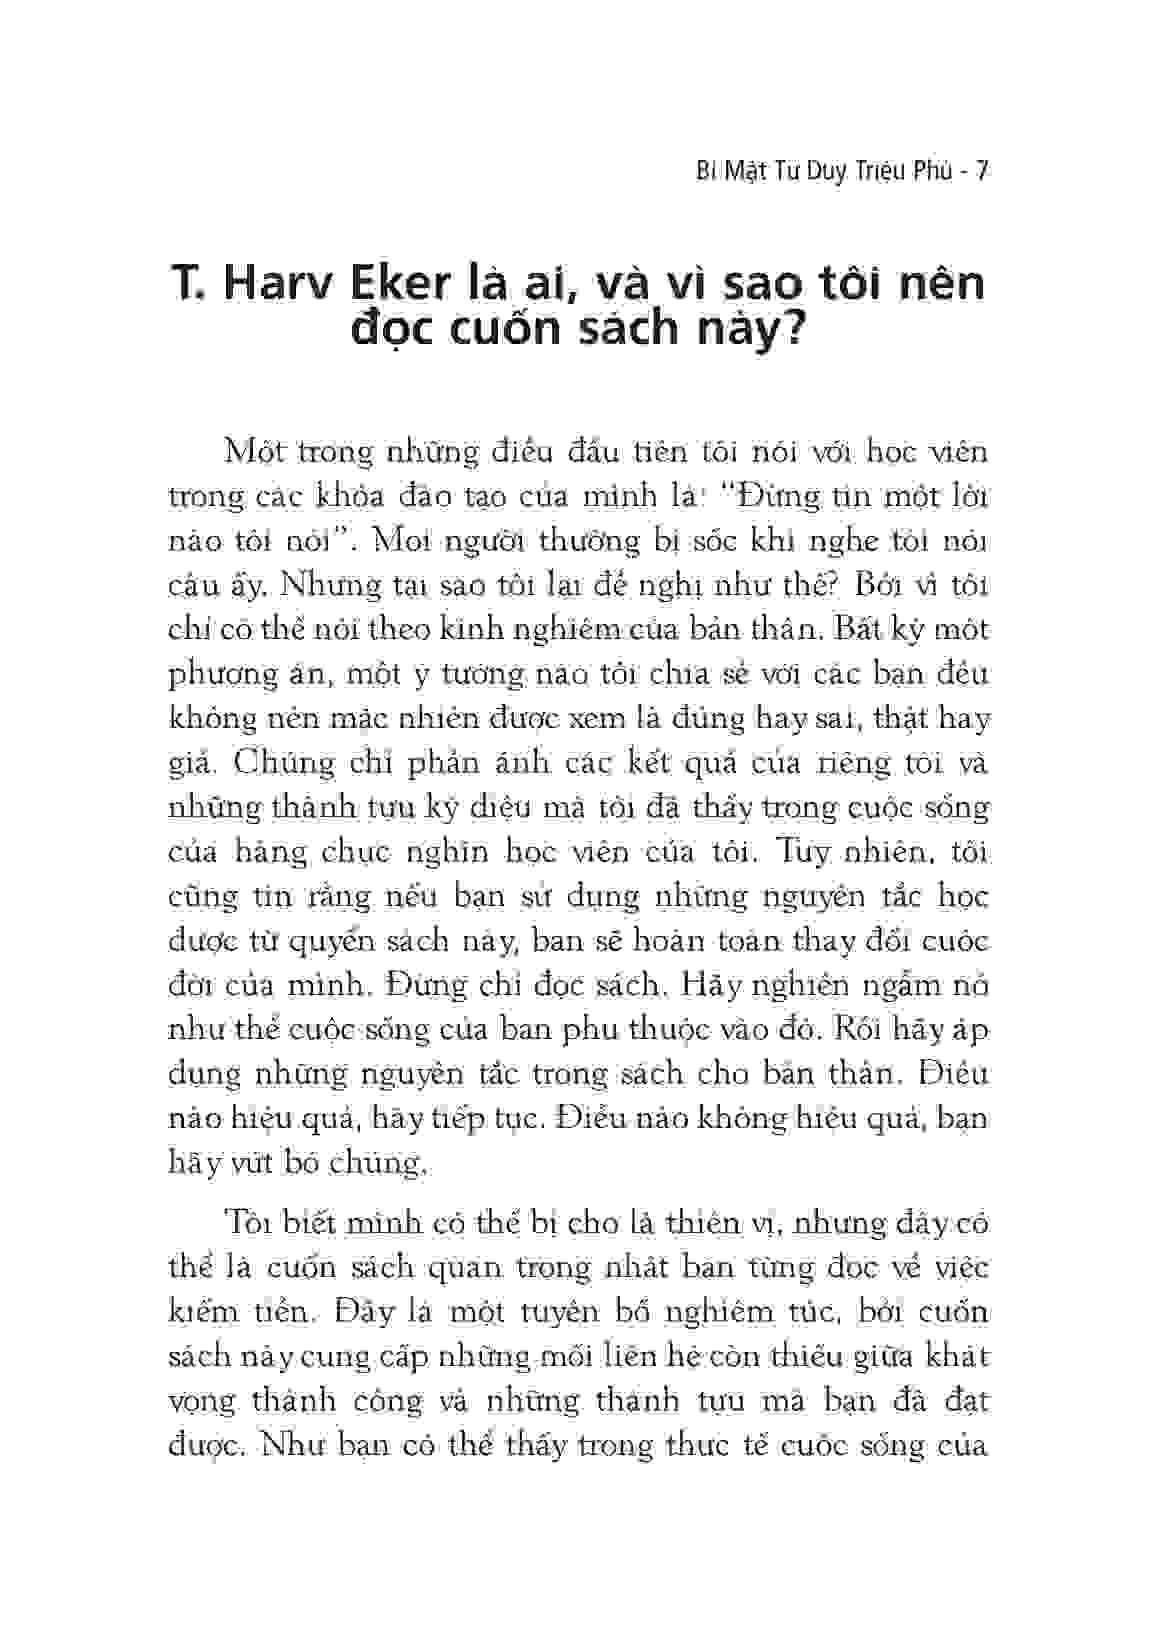 Bí Mật Tư Duy Triệu Phú - 7
T. Harv Eker là ai, và vì sao tôi nên
đọc cuốn sách này?
Một trong những điều đầu tiên tôi nói với học viên
trong các khóa đào tạo của mình là: “Đừng tin một lời
nào tôi nói”. Mọi người thường bị sốc khi nghe tôi nói
câu ấy. Nhưng tại sao tôi lại đề nghị như thế? Bởi vì tôi
chỉ có thể nói theo kinh nghiệm của bản thân. Bất kỳ một
phương án, một ý tưởng nào tôi chia sẻ với các bạn đều
không nên mặc nhiên được xem là đúng hay sai, thật hay
giả. Chúng chỉ phản ánh các kết quả của riêng tôi và
những thành tựu kỳ diệu mà tôi đã thấy trong cuộc sống
của hàng chục nghìn học viên của tôi. Tuy nhiên, tôi
cũng tin rằng nếu bạn sử dụng những nguyên tắc học
được từ quyển sách này, bạn sẽ hoàn toàn thay đổi cuộc
đời của mình. Đừng chỉ đọc sách. Hãy nghiền ngẫm nó
như thể cuộc sống của bạn phụ thuộc vào đó. Rồi hãy áp
dụng những nguyên tắc trong sách cho bản thân. Điều
nào hiệu quả, hãy tiếp tục. Điều nào không hiệu quả, bạn
hãy vứt bỏ chúng.
Tôi biết mình có thể bị cho là thiên vị, nhưng đây có
thể là cuốn sách quan trọng nhất bạn từng đọc về việc
kiếm tiền. Đây là một tuyên bố nghiêm túc, bởi cuốn
sách này cung cấp những mối liên hệ còn thiếu giữa khát
vọng thành công và những thành tựu mà bạn đã đạt
được. Như bạn có thể thấy trong thực tế cuộc sống của